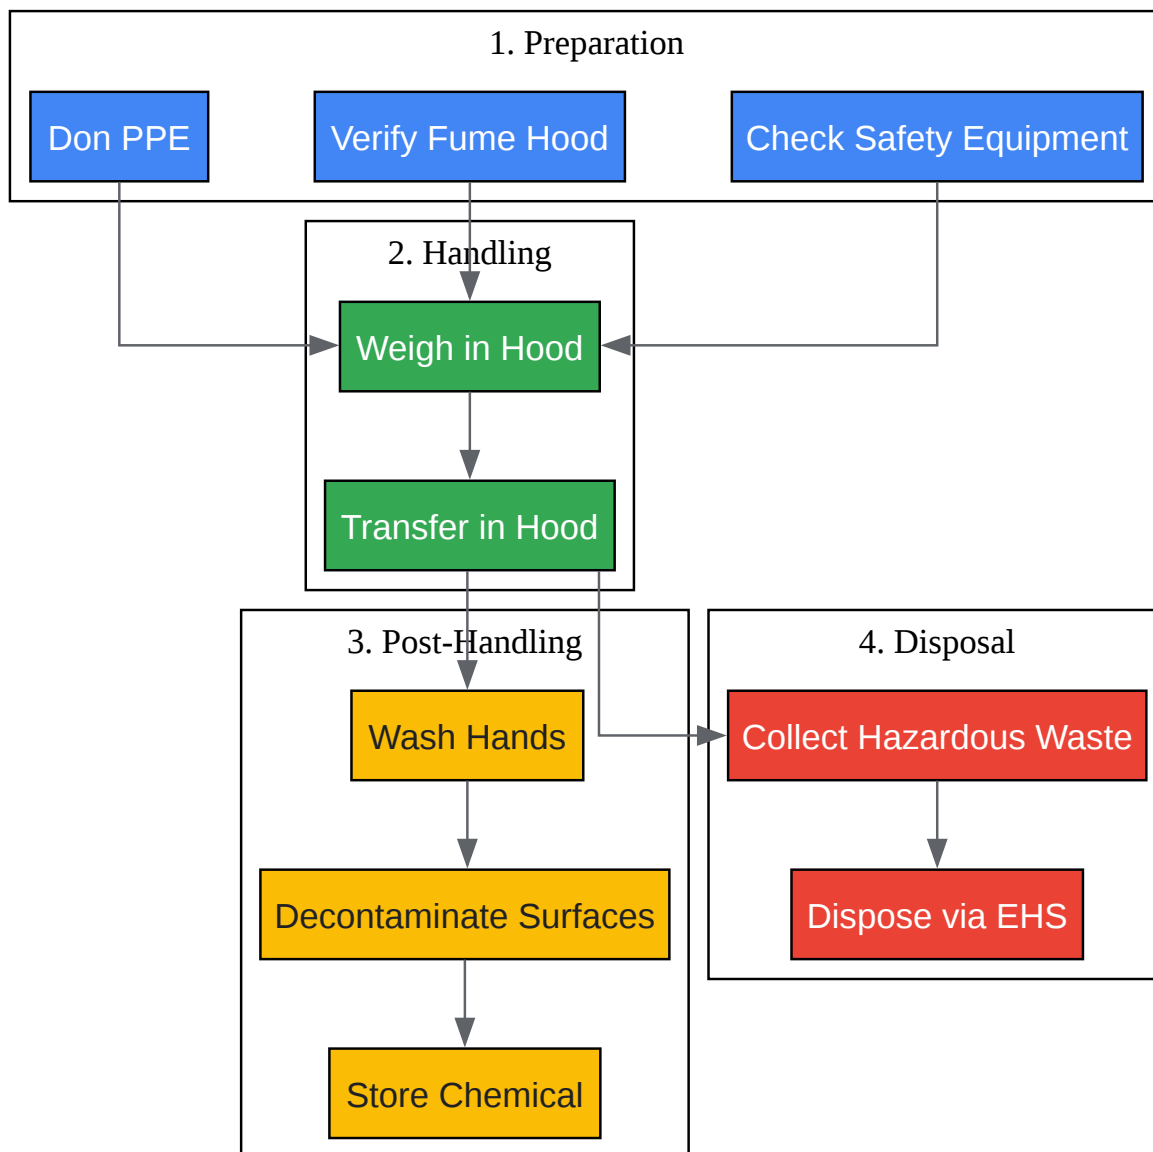 1. Preparation
Don PPE
Verify Fume Hood
Check Safety Equipment
2. Handling
Weigh in Hood
Transfer in Hood
3. Post-Handling
Wash Hands
Decontaminate Surfaces
Store Chemical
4. Disposal
Collect Hazardous Waste
Dispose via EHS